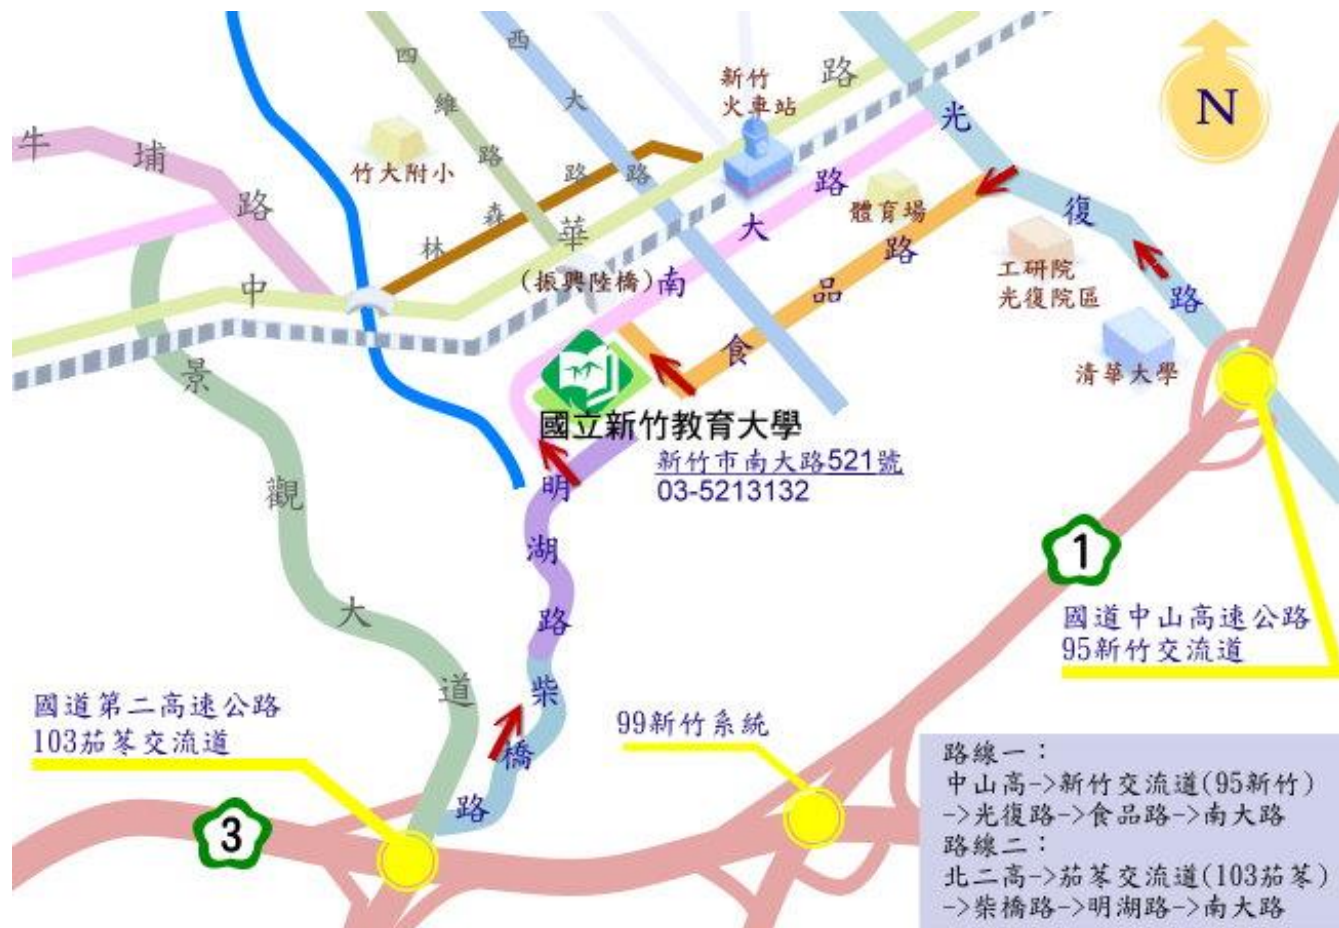 四維路
西大路
新竹
火車站
中華路
光復路
N
牛埔路
竹大附小
林森路
南大路
體育場
食品路
工研院
光復院區
(振興陸橋)
清華大學
景觀大道
國立新竹教育大學
新竹市南大路521號
03-5213132
明湖路
1
國道中山高速公路
95新竹交流道
柴橋路
國道第二高速公路
103茄苳交流道
99新竹系統
3
路線一：
中山高->新竹交流道(95新竹)
->光復路->食品路->南大路
路線二：
北二高->茄苳交流道(103茄苳)
->柴橋路->明湖路->南大路